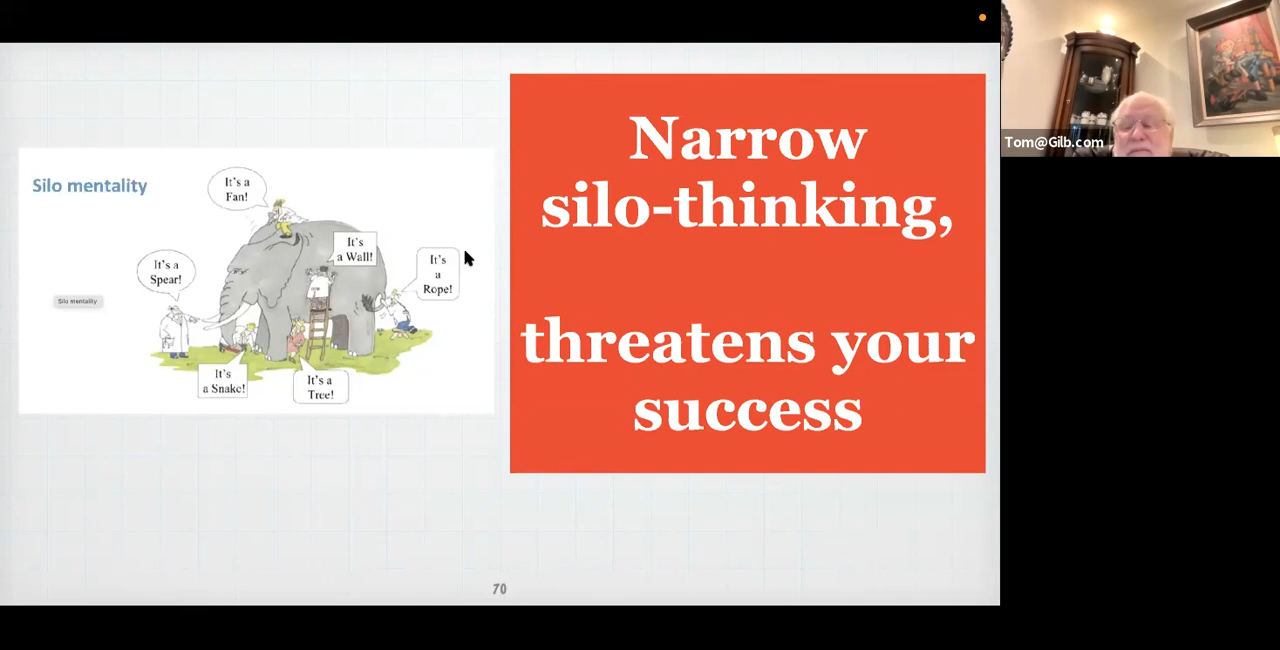 Silo mentality
It's a
Fan!
It's
a Wall!
It's
a
Rope!
It's a
Spear!
Silo mentality
It's
a Snake!
It's a
Tree!
Narrow
silo-thinking,
threatens your
success
70
Tom@Gilb.com